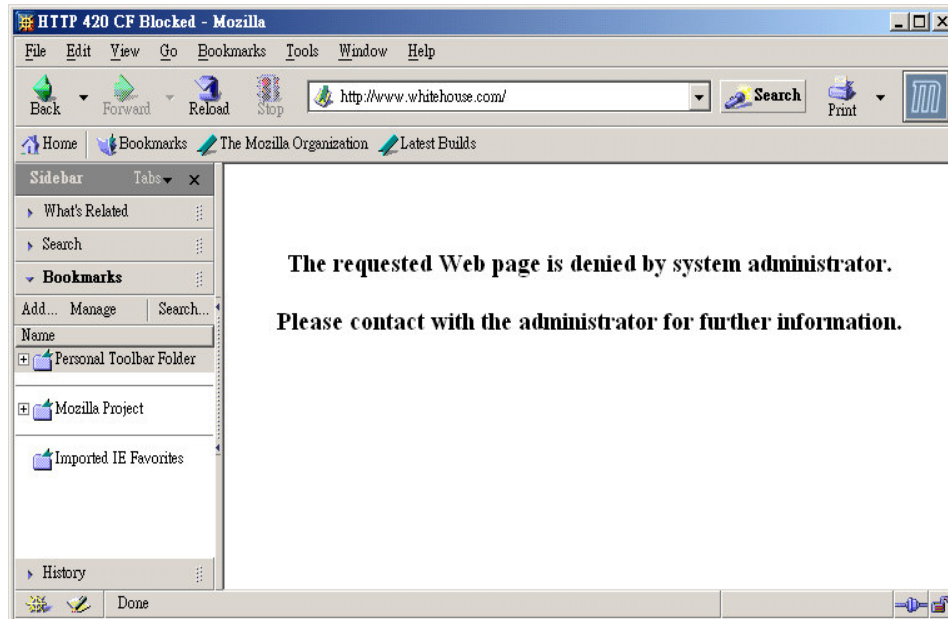 HTTP 420 CF Blocked - Mozilla
File Edit View Go Bookmarks Tools Window Help
Back Forward Reload Stop http://www.whitehouse.com/ Search Print
Home Bookmarks The Mozilla Organization Latest Builds
Sidebar Tabs
What's Related
Search
Bookmarks
Add... Manage Search...
Name
Personal Toolbar Folder
Mozilla Project
Imported IE Favorites
History
The requested Web page is denied by system administrator.
Please contact with the administrator for further information.
Done